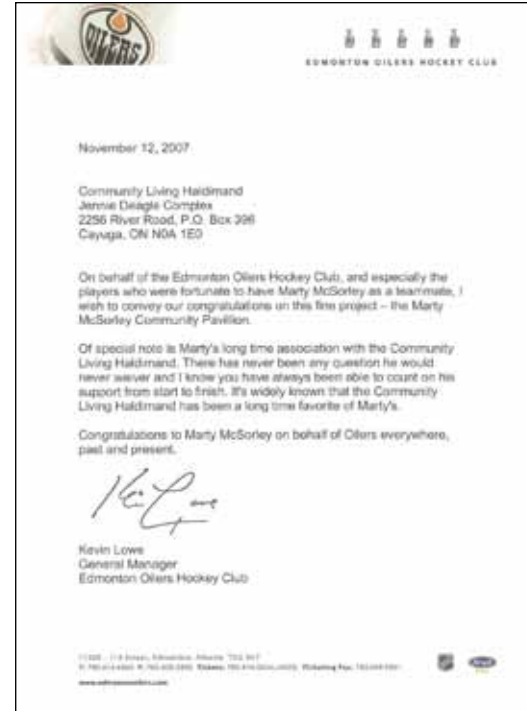 OILERS
EDMONTON OILERS HOCKEY CLUB
November 12, 2007
Community Living Haldimand
Jennie Deagle Complex
2256 River Road, P.O. Box 396
Cayuga, ON N0A 1E0
On behalf of the Edmonton Oilers Hockey Club, and especially the
players who were fortunate to have Marty McSorley as a teammate, I
wish to convey our congratulations on this fine project – the Marty
McSorley Community Pavillion.
Of special note is Marty's long time association with the Community
Living Haldimand. There has never been any question he would
never waiver and I know you have always been able to count on his
support from start to finish. It's widely known that the Community
Living Haldimand has been a long time favorite of Marty's.
Congratulations to Marty McSorley on behalf of Oilers everywhere,
past and present.
Kevin Lowe
General Manager
Edmonton Oilers Hockey Club
www.edmontonoilers.com